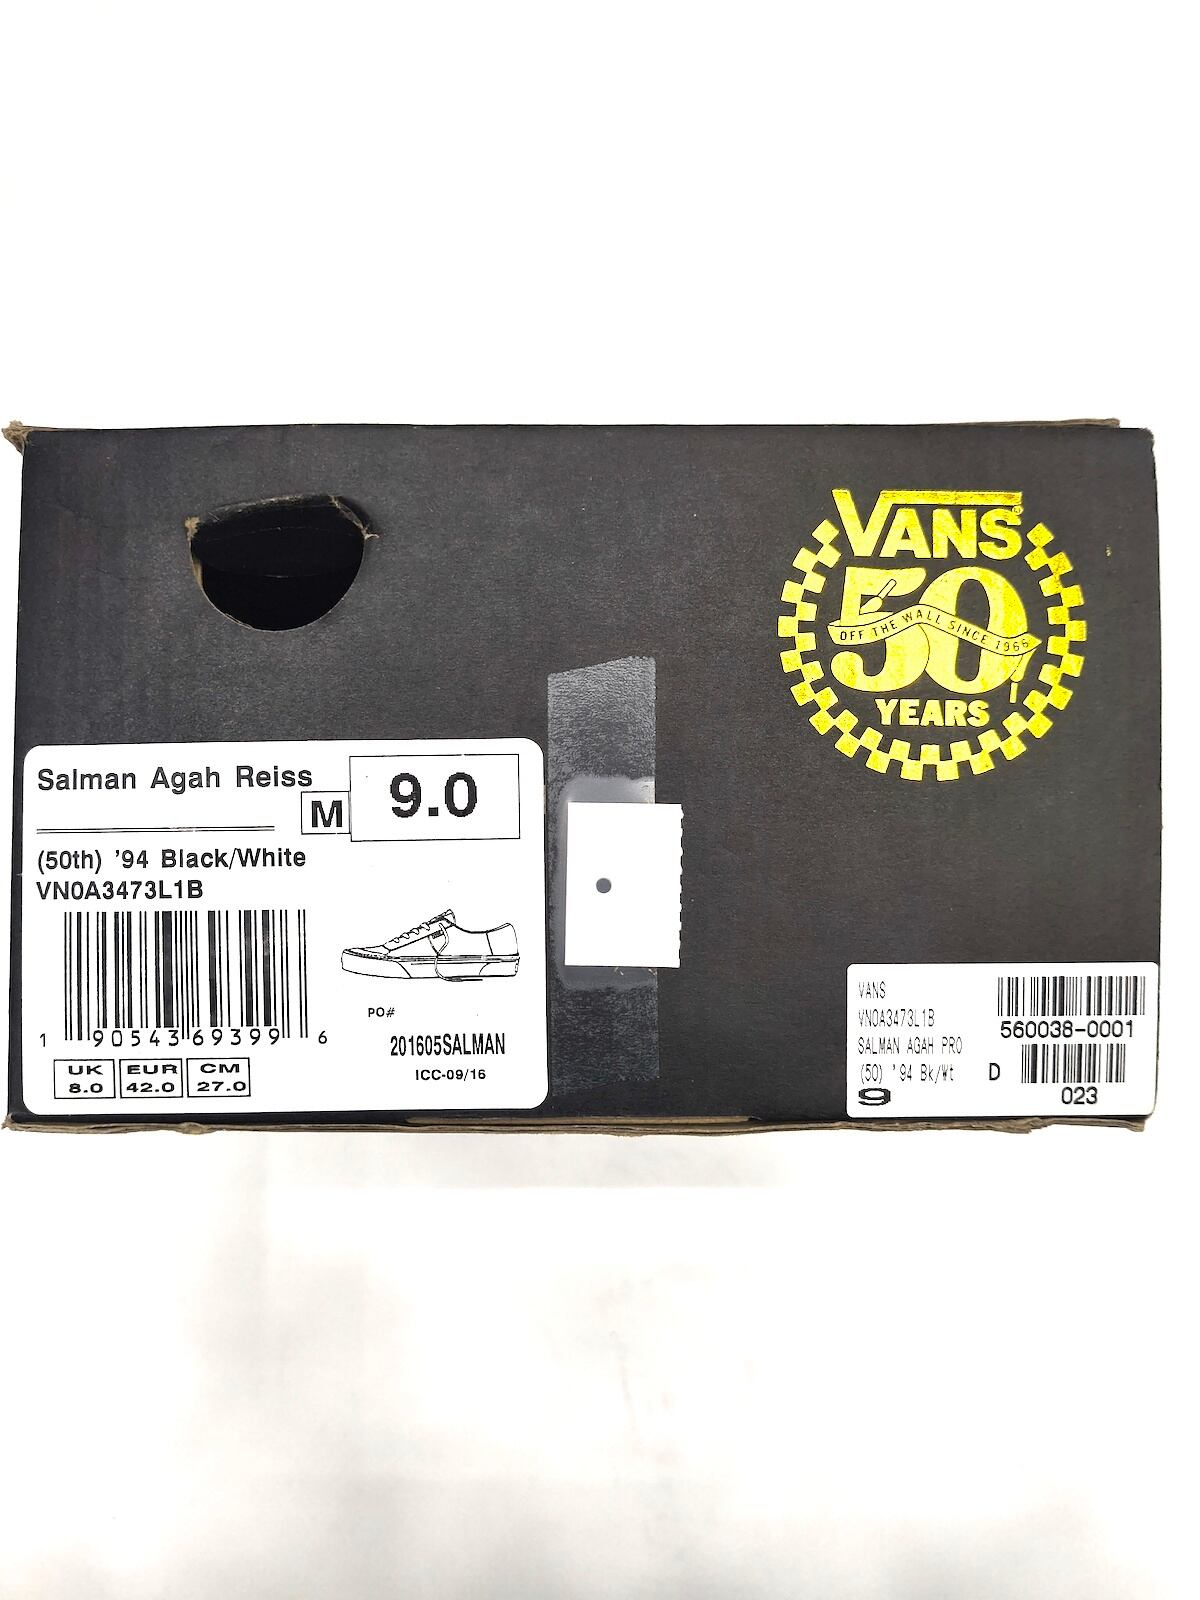 VANS
50
OFF THE WALL SINCE 1966
YEARS
Salman Agah Reiss
M
9.0
(50th) '94 Black/White
VN0A3473L1B
1 90543 69399 6
PO#
201605SALMAN
ICC-09/16
UK EUR CM
8.0 42.0 27.0
VANS
VN0A3473L1B
SALMAN AGAH PRO
(50) '94 Bk/Wt
9
560038-0001
D
023